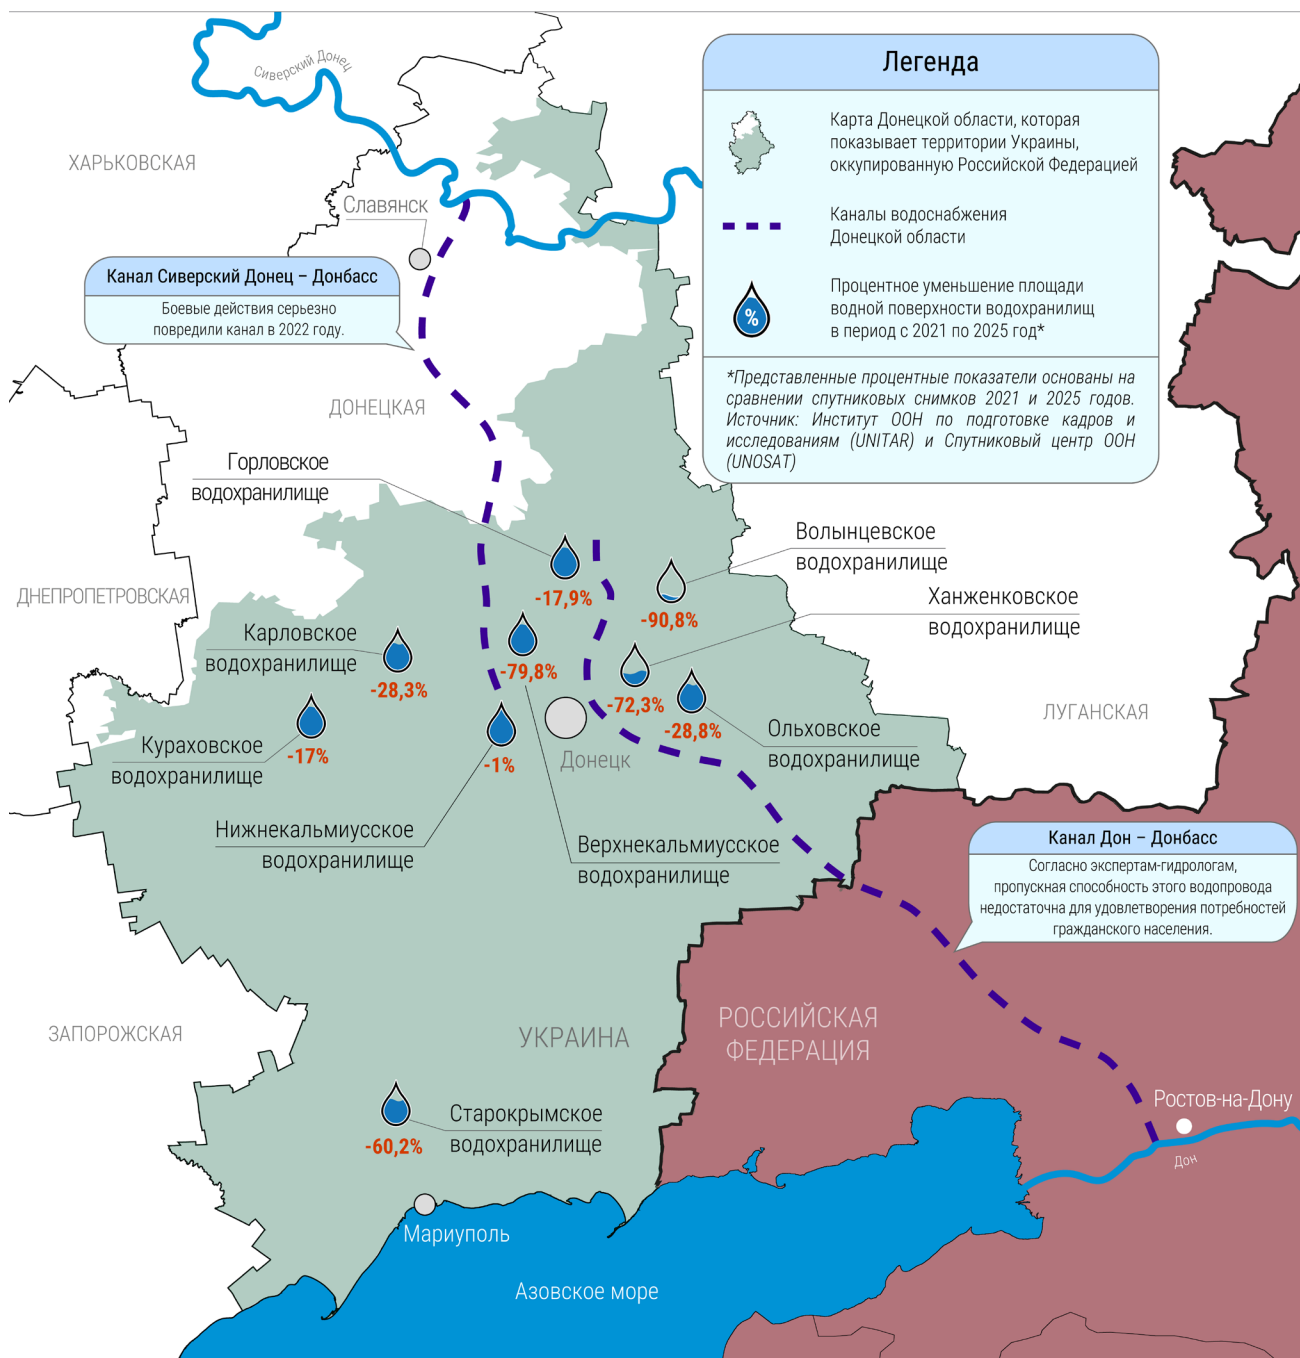 Сиверский Донец
Легенда
Карта Донецкой области, которая
показывает территории Украины,
оккупированную Российской Федерацией
Каналы водоснабжения
Донецкой области
%
Процентное уменьшение площади
водной поверхности водохранилищ
в период с 2021 по 2025 год*
*Представленные процентные показатели основаны на
сравнении спутниковых снимков 2021 и 2025 годов.
Источник: Институт ООН по подготовке кадров и
исследованиям (UNITAR) и Спутниковый центр ООН
(UNOSAT)
ХАРЬКОВСКАЯ
Славянск
Канал Сиверский Донец – Донбасс
Боевые действия серьезно
повредили канал в 2022 году.
ДОНЕЦКАЯ
Горловское
водохранилище
-17,9%
Волынцевское
водохранилище
-90,8%
Ханженковское
водохранилище
-72,3%
ДНЕПРОПЕТРОВСКАЯ
Карловское
водохранилище
-28,3%
-79,8%
Кураховское
водохранилище
-17%
-1%
Донецк
-28,8%
Ольховское
водохранилище
ЛУГАНСКАЯ
Нижнекальмиусское
водохранилище
Верхнекальмиусское
водохранилище
Канал Дон – Донбасс
Согласно экспертам-гидрологам,
пропускная способность этого водопровода
недостаточна для удовлетворения потребностей
гражданского населения.
ЗАПОРОЖСКАЯ
УКРАИНА
РОССИЙСКАЯ
ФЕДЕРАЦИЯ
Старокрымское
водохранилище
-60,2%
Ростов-на-Дону
Дон
Мариуполь
Азовское море